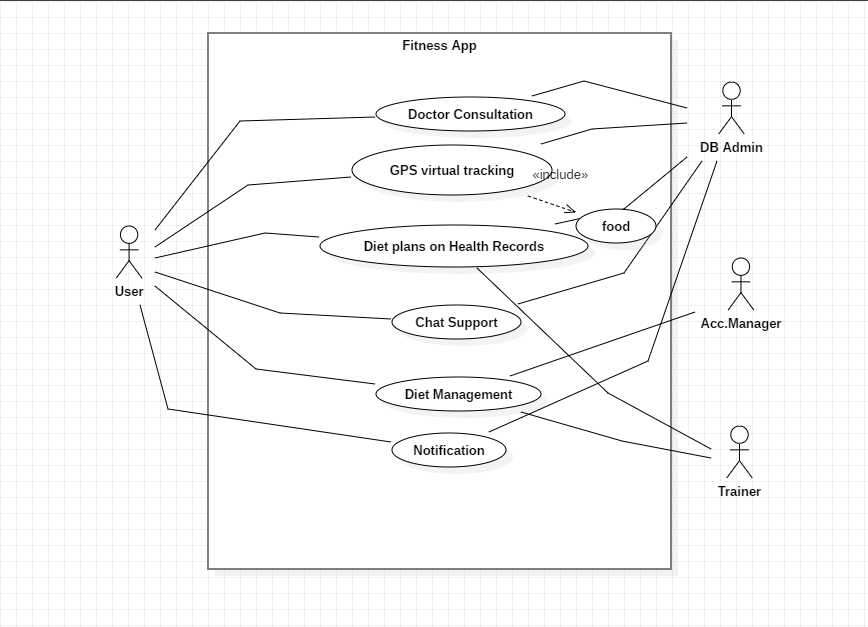 Fitness App
Doctor Consultation
DB Admin
GPS virtual tracking
«include»
food
Diet plans on Health Records
User
Chat Support
Acc.Manager
Diet Management
Notification
Trainer